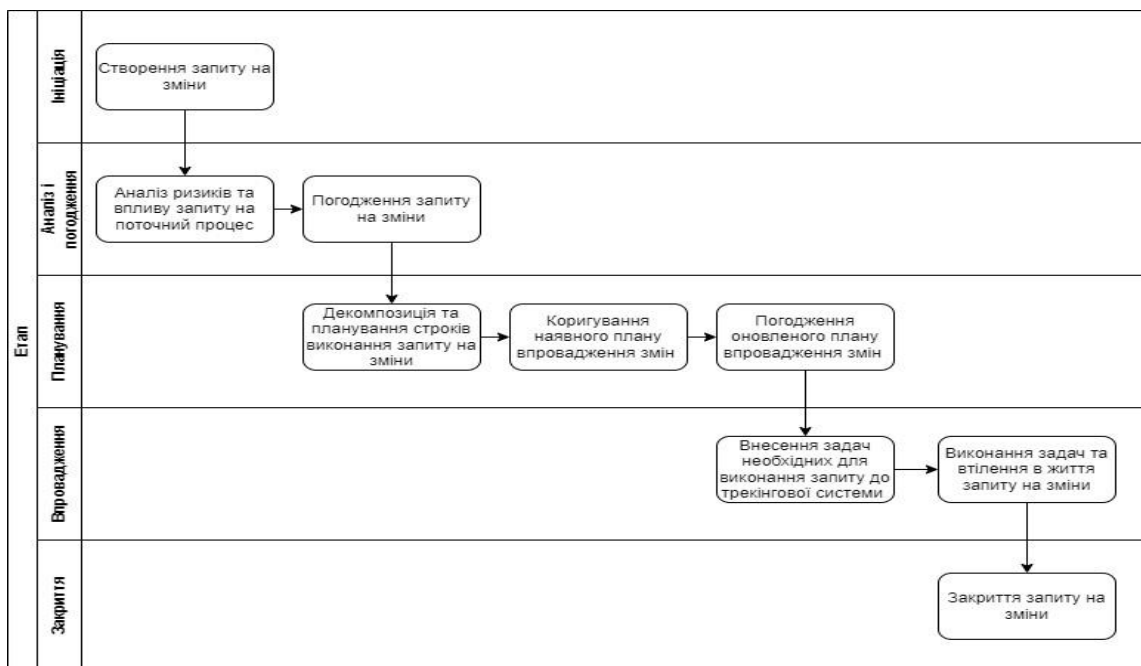 Етап
Ініціація
Створення запиту на
зміни
Аналіз і
погодження
Аналіз ризиків та
впливу запиту на
поточний процес
Погодження запиту
на зміни
Планування
Декомпозиція та
планування строків
виконання запиту на
зміни
Коригування
наявного плану
впровадження змін
Погодження
оновленого плану
впровадження змін
Впровадження
Внесення задач
необхідних для
виконання запиту до
трекінгової системи
Виконання задач та
втілення в життя
запиту на зміни
Закриття
Закриття запиту на
зміни